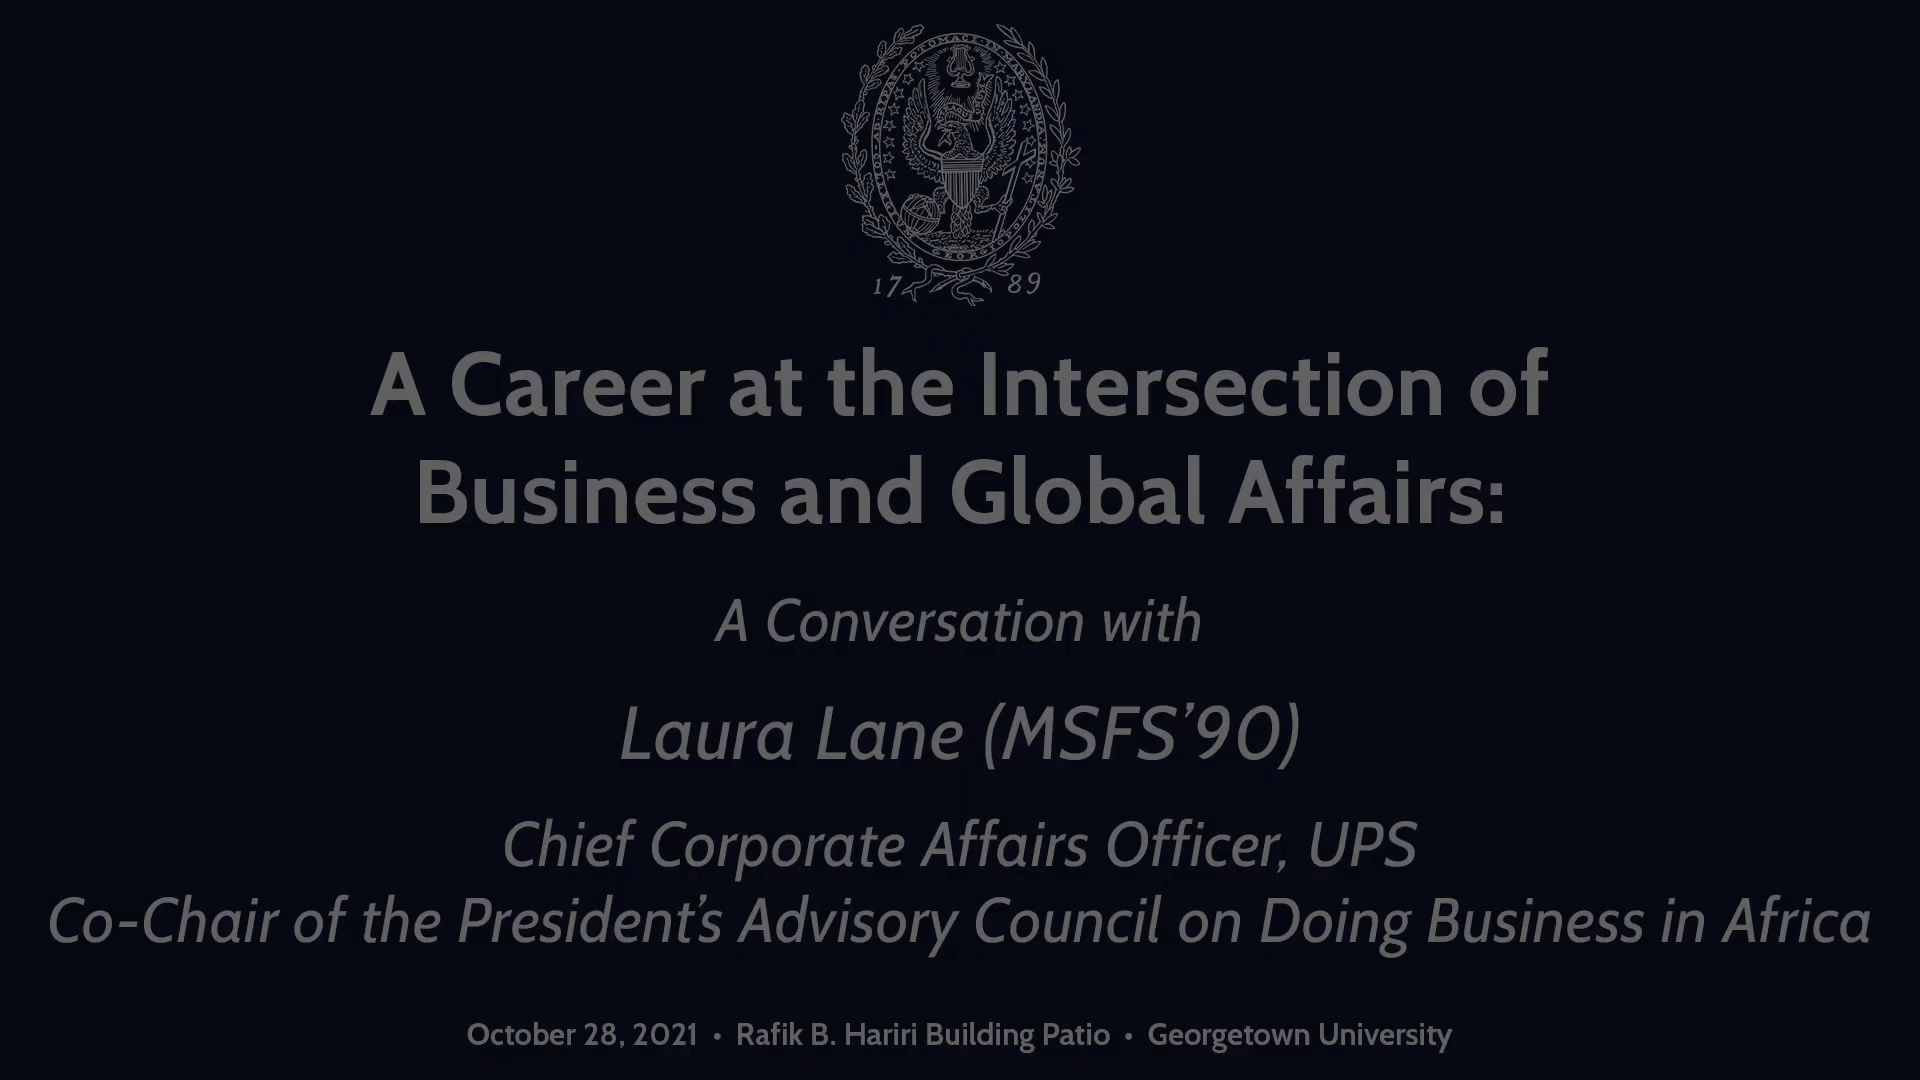 17 89
A Career at the Intersection of
Business and Global Affairs:
A Conversation with
Laura Lane (MSFS’90)
Chief Corporate Affairs Officer, UPS
Co-Chair of the President’s Advisory Council on Doing Business in Africa
October 28, 2021 • Rafik B. Hariri Building Patio • Georgetown University